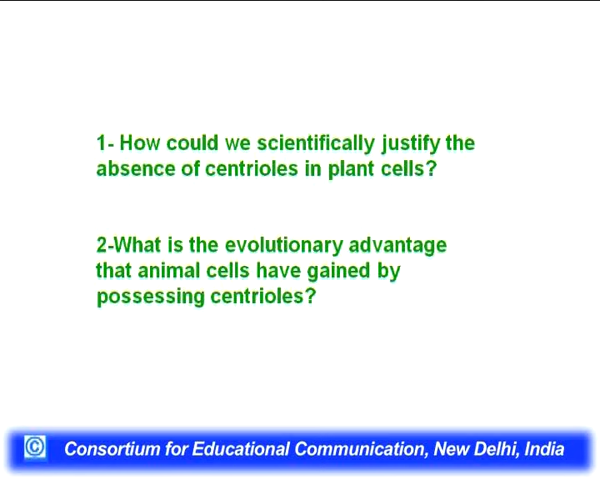 1- How could we scientifically justify the
absence of centrioles in plant cells?
2-What is the evolutionary advantage
that animal cells have gained by
possessing centrioles?
© Consortium for Educational Communication, New Delhi, India